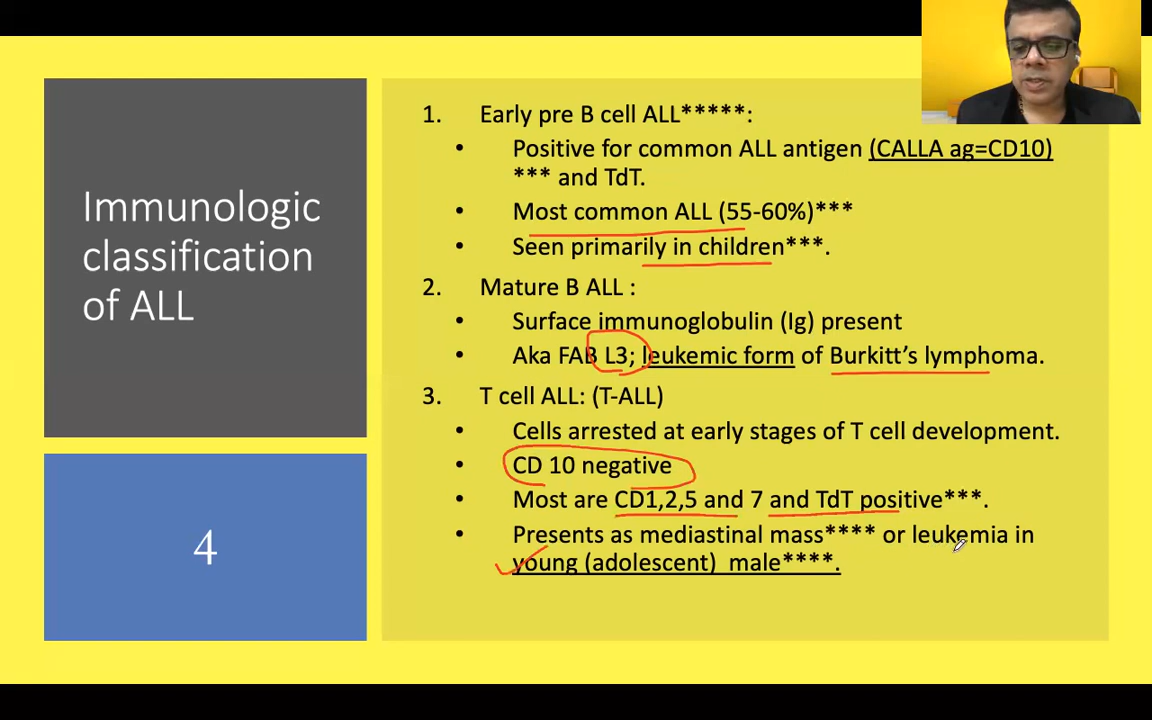 Immunologic
classification
of ALL
4
1. Early pre B cell ALL*****:
• Positive for common ALL antigen (CALLA ag=CD10)
*** and TdT.
• Most common ALL (55-60%)***
• Seen primarily in children***.
2. Mature B ALL :
• Surface immunoglobulin (Ig) present
• Aka FAB L3; leukemic form of Burkitt's lymphoma.
3. T cell ALL: (T-ALL)
• Cells arrested at early stages of T cell development.
• CD 10 negative
• Most are CD1,2,5 and 7 and TdT positive***.
• Presents as mediastinal mass**** or leukemia in
young (adolescent) male****.